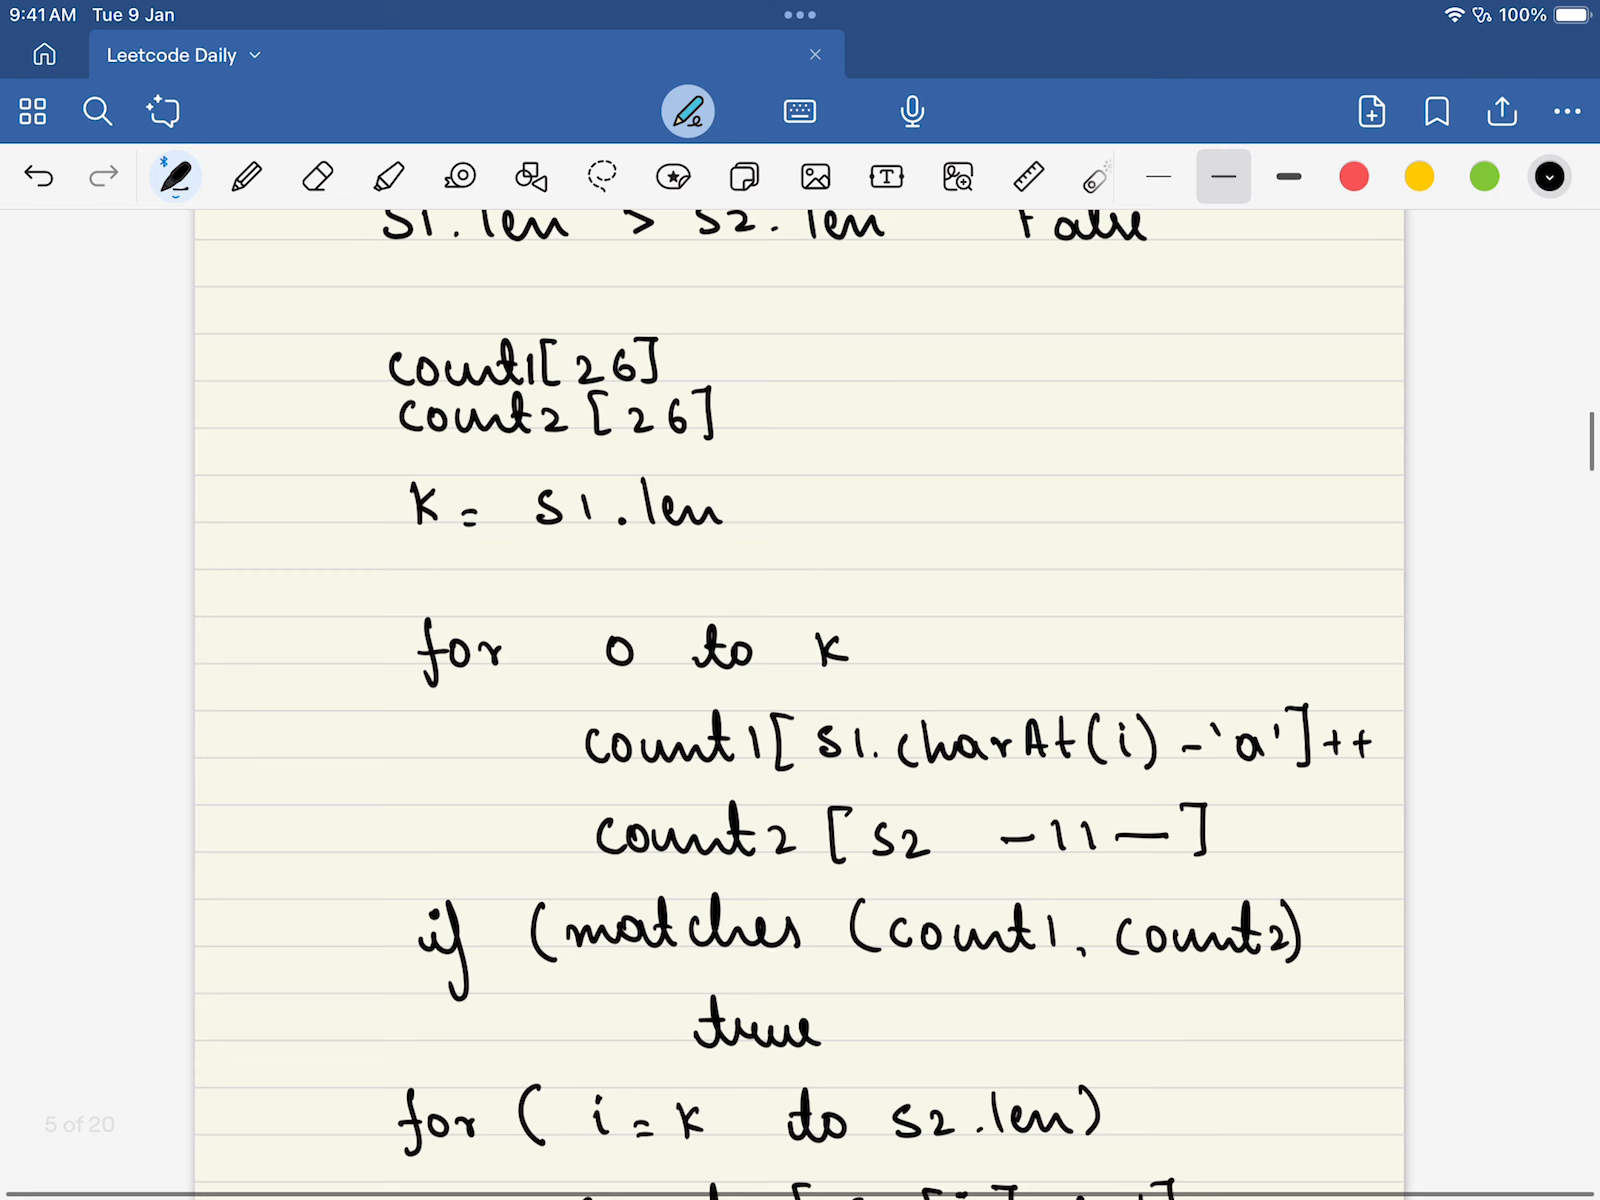 9:41 AM Tue 9 Jan
100%
Leetcode Daily
S1.len > S2.len False
count1[26]
count2[26]
K= S1.len
for 0 to K
count1[S1.charAt(i)-'a']++
count2[S2 -11-]
if (matches (count1, count2)
true
for ( i=K to S2.len)
5 of 20